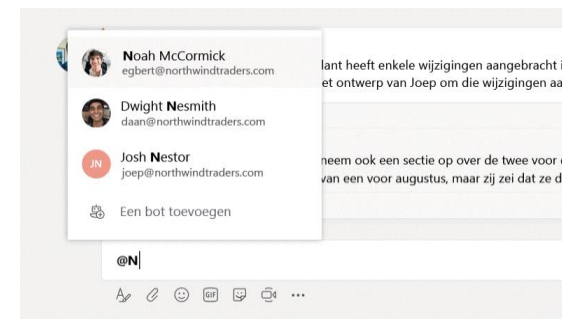 Noah McCormick
egbert@northwindtraders.com
Dwight Nesmith
daan@northwindtraders.com
JN
Josh Nestor
joep@northwindtraders.com
Een bot toevoegen
lant heeft enkele wijzigingen aangebracht i
et ontwerp van Joep om die wijzigingen aa
neem ook een sectie op over de twee voor
van een voor augustus, maar zij zei dat ze d
@N
GIF